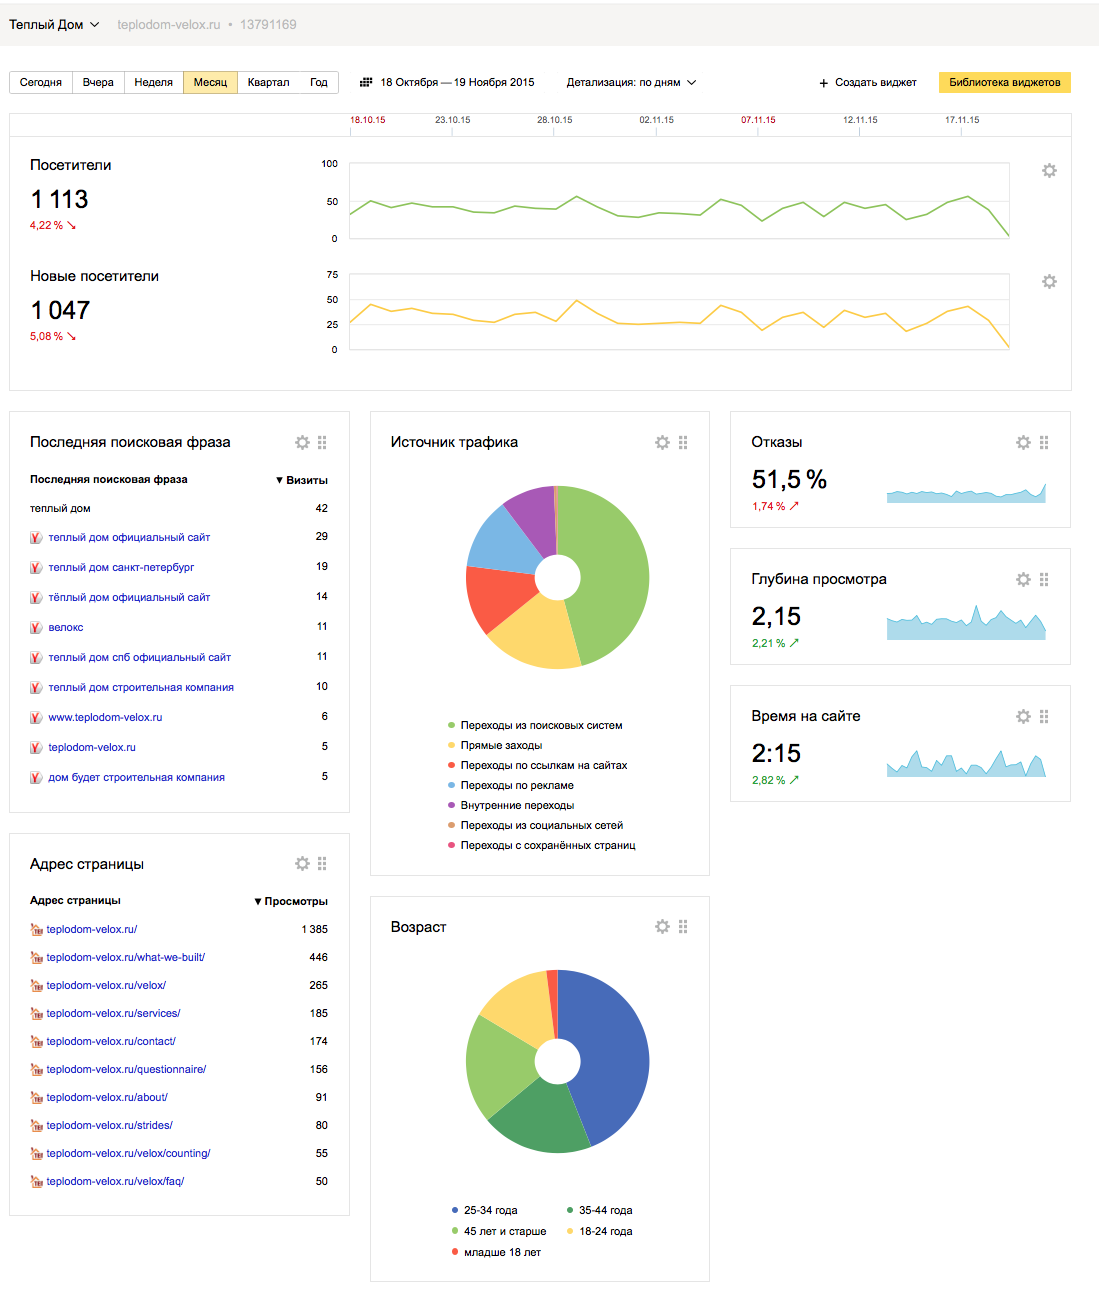 Теплый Дом teplodom-velox.ru • 13791169
Сегодня Вчера Неделя Месяц Квартал Год 18 Октября — 19 Ноября 2015 Детализация: по дням + Создать виджет Библиотека виджетов
18.10.15 23.10.15 28.10.15 02.11.15 07.11.15 12.11.15 17.11.15
Посетители
1 113
4,22 % ↘
100
50
0
Новые посетители
1 047
5,08 % ↘
75
50
25
0
Последняя поисковая фраза
Последняя поисковая фраза ▼ Визиты
теплый дом 42
теплый дом официальный сайт 29
теплый дом санкт-петербург 19
тёплый дом официальный сайт 14
велокс 11
теплый дом спб официальный сайт 11
теплый дом строительная компания 10
www.teplodom-velox.ru 6
teplodom-velox.ru 5
дом будет строительная компания 5
Адрес страницы
Адрес страницы ▼ Просмотры
teplodom-velox.ru/ 1 385
teplodom-velox.ru/what-we-built/ 446
teplodom-velox.ru/velox/ 265
teplodom-velox.ru/services/ 185
teplodom-velox.ru/contact/ 174
teplodom-velox.ru/questionnaire/ 156
teplodom-velox.ru/about/ 91
teplodom-velox.ru/strides/ 80
teplodom-velox.ru/velox/counting/ 55
teplodom-velox.ru/velox/faq/ 50
Источник трафика
Переходы из поисковых систем
Прямые заходы
Переходы по ссылкам на сайтах
Переходы по рекламе
Внутренние переходы
Переходы из социальных сетей
Переходы с сохранённых страниц
Возраст
25-34 года 35-44 года
45 лет и старше 18-24 года
младше 18 лет
Отказы
51,5 %
1,74 % ↗
Глубина просмотра
2,15
2,21 % ↗
Время на сайте
2:15
2,82 % ↗